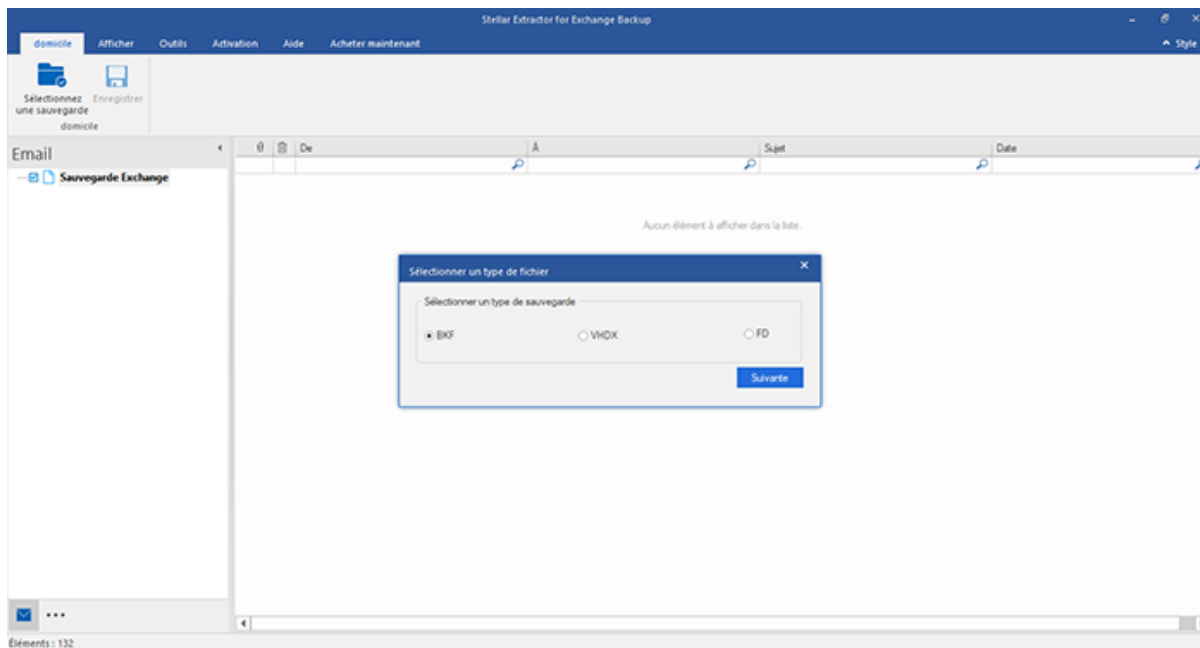 Stellar Extractor for Exchange Backup
domicile Afficher Outils Activation Aide Acheter maintenant Style
Sélectionnez une sauvegarde
Enregistrer
domicile
Email
Sauvegarde Exchange
De À Sujet Date
Aucun élément à afficher dans la liste.
Sélectionner un type de fichier
Sélectionner un type de sauvegarde
BKF VHDX FD
Suivante
Éléments : 132